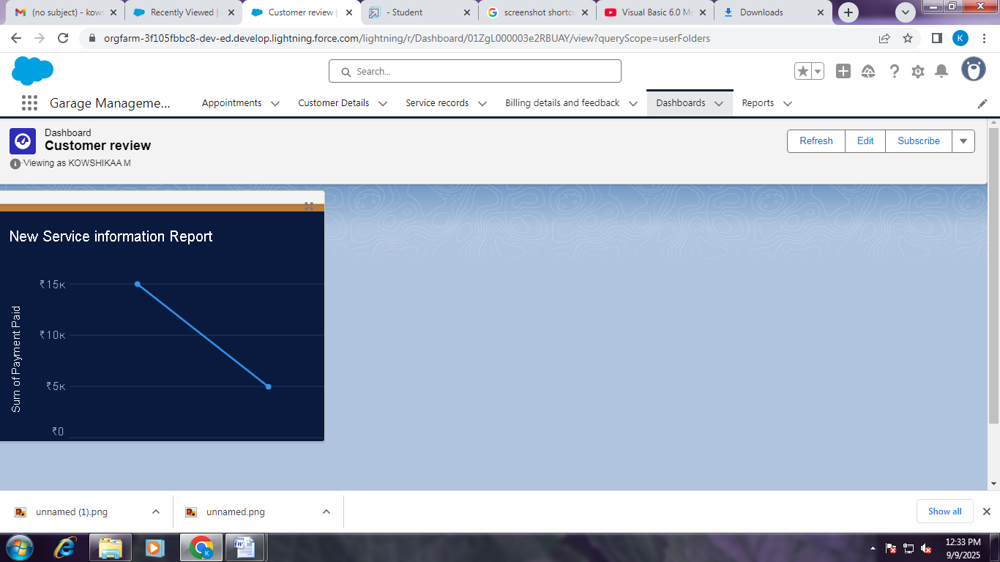 (no subject) - kows
Recently Viewed |
Customer review |
- Student
screenshot shortcu
Visual Basic 6.0 Ms
Downloads
orgfarm-3f105fbbc8-dev-ed.develop.lightning.force.com/lightning/r/Dashboard/01ZgL000003e2RBUAY/view?queryScope=userFolders
K
Search...
Garage Manageme...
Appointments
Customer Details
Service records
Billing details and feedback
Dashboards
Reports
Dashboard
Customer review
Viewing as KOWSHIKAA M
Refresh
Edit
Subscribe
New Service information Report
₹15K
₹10K
₹5K
₹0
Sum of Payment Paid
unnamed (1).png
unnamed.png
Show all
12:33 PM
9/9/2025